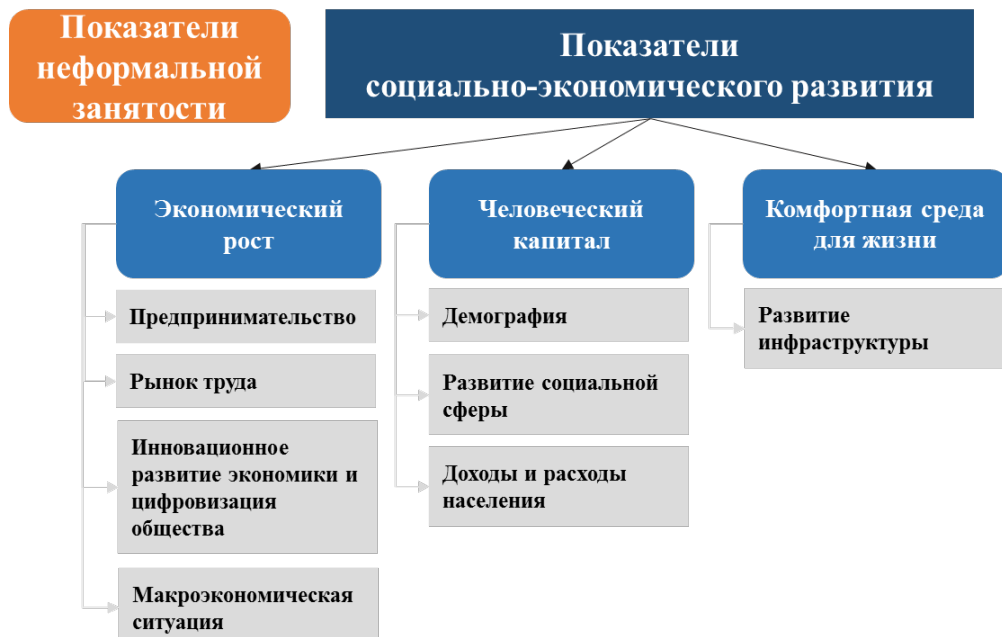 Показатели
неформальной
занятости
Показатели
социально-экономического развития
Экономический
рост
Человеческий
капитал
Комфортная среда
для жизни
Предпринимательство
Рынок труда
Инновационное
развитие экономики и
цифровизация
общества
Макроэкономическая
ситуация
Демография
Развитие социальной
сферы
Доходы и расходы
населения
Развитие
инфраструктуры